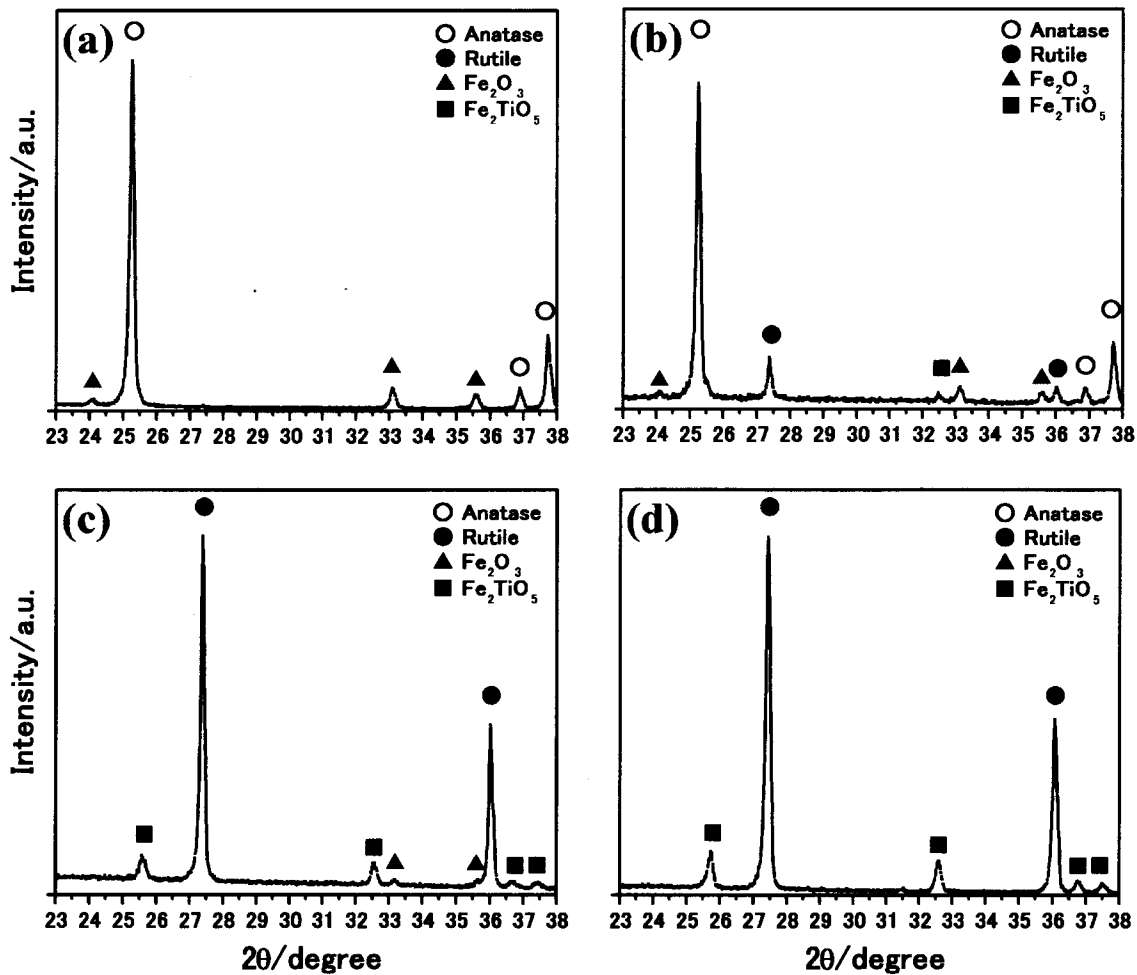 (a)
○ Anatase
● Rutile
▲ Fe₂O₃
■ Fe₂TiO₅
Intensity/a.u.
23 24 25 26 27 28 29 30 31 32 33 34 35 36 37 38
(b)
○ Anatase
● Rutile
▲ Fe₂O₃
■ Fe₂TiO₅
23 24 25 26 27 28 29 30 31 32 33 34 35 36 37 38
(c)
○ Anatase
● Rutile
▲ Fe₂O₃
■ Fe₂TiO₅
Intensity/a.u.
23 24 25 26 27 28 29 30 31 32 33 34 35 36 37 38
2θ/degree
(d)
○ Anatase
● Rutile
▲ Fe₂O₃
■ Fe₂TiO₅
23 24 25 26 27 28 29 30 31 32 33 34 35 36 37 38
2θ/degree